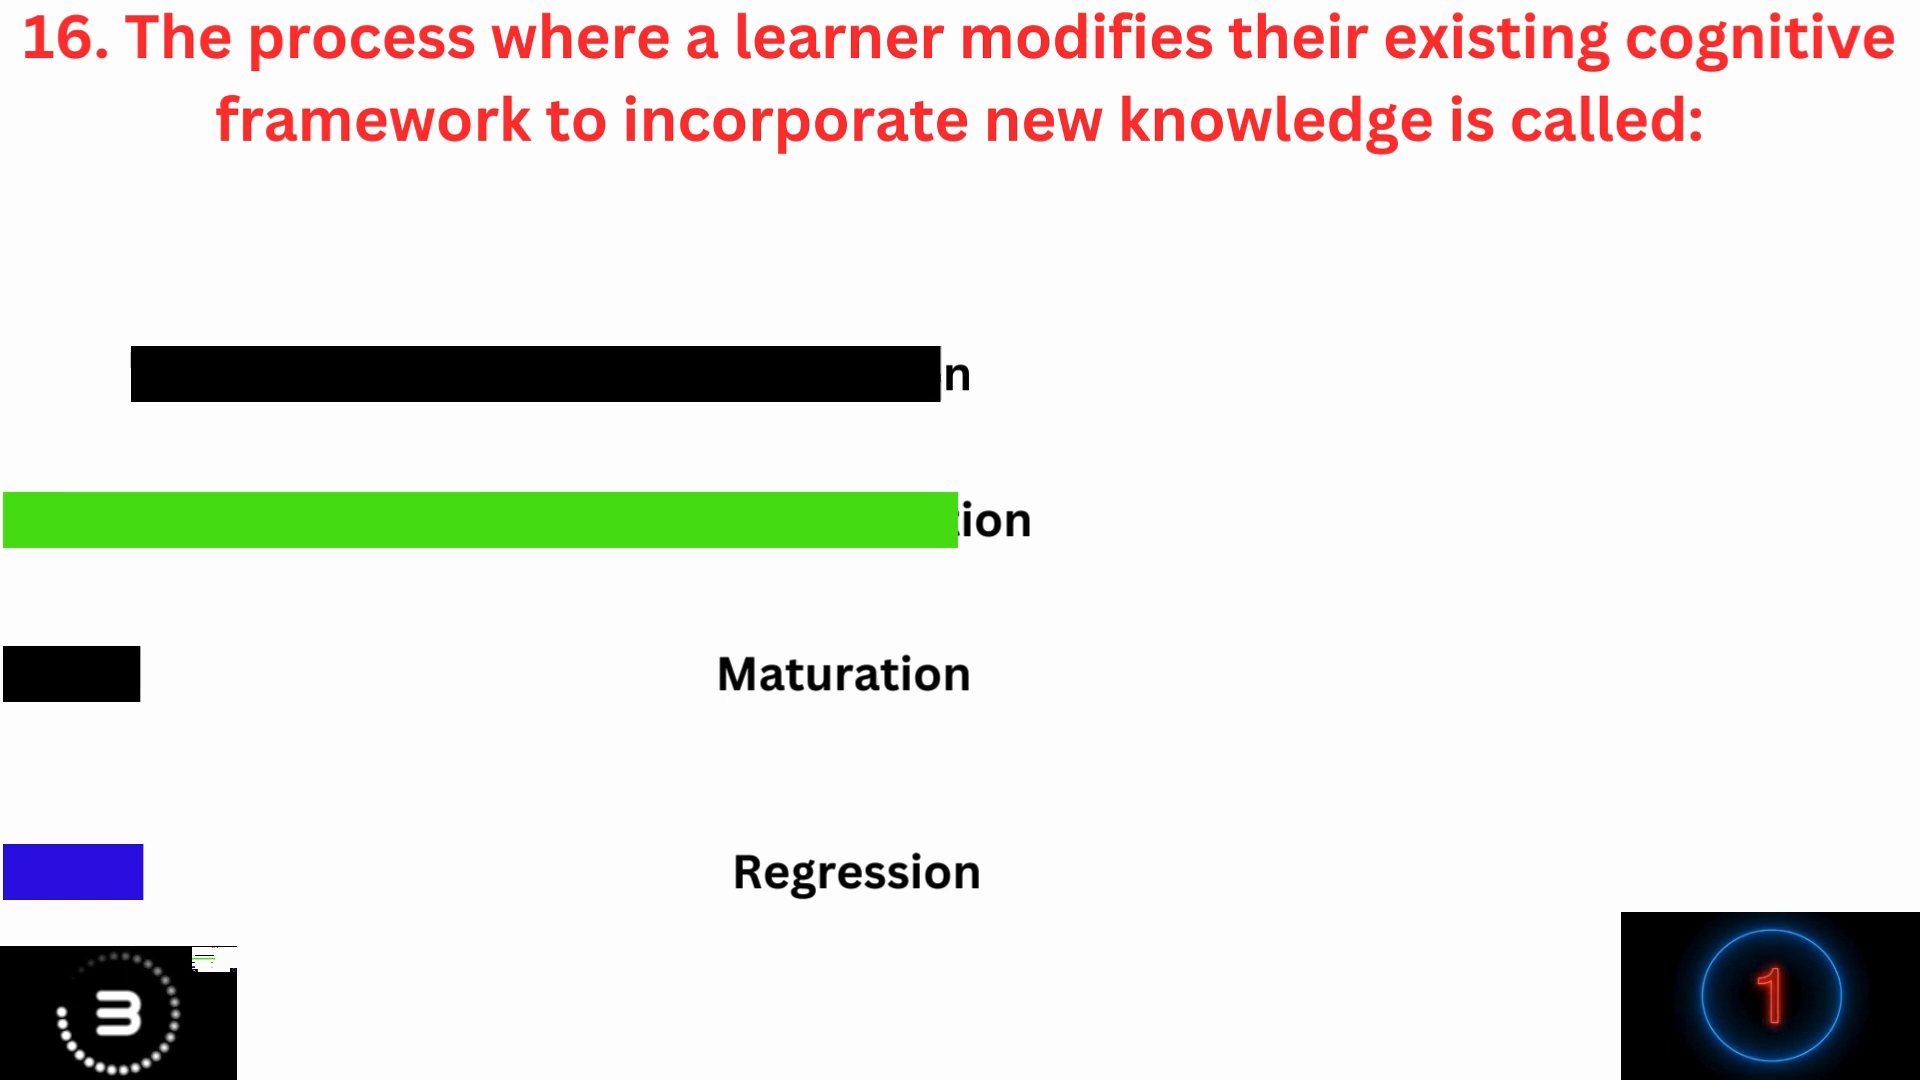 16. The process where a learner modifies their existing cognitive
framework to incorporate new knowledge is called:
n
tion
Maturation
Regression
3
1